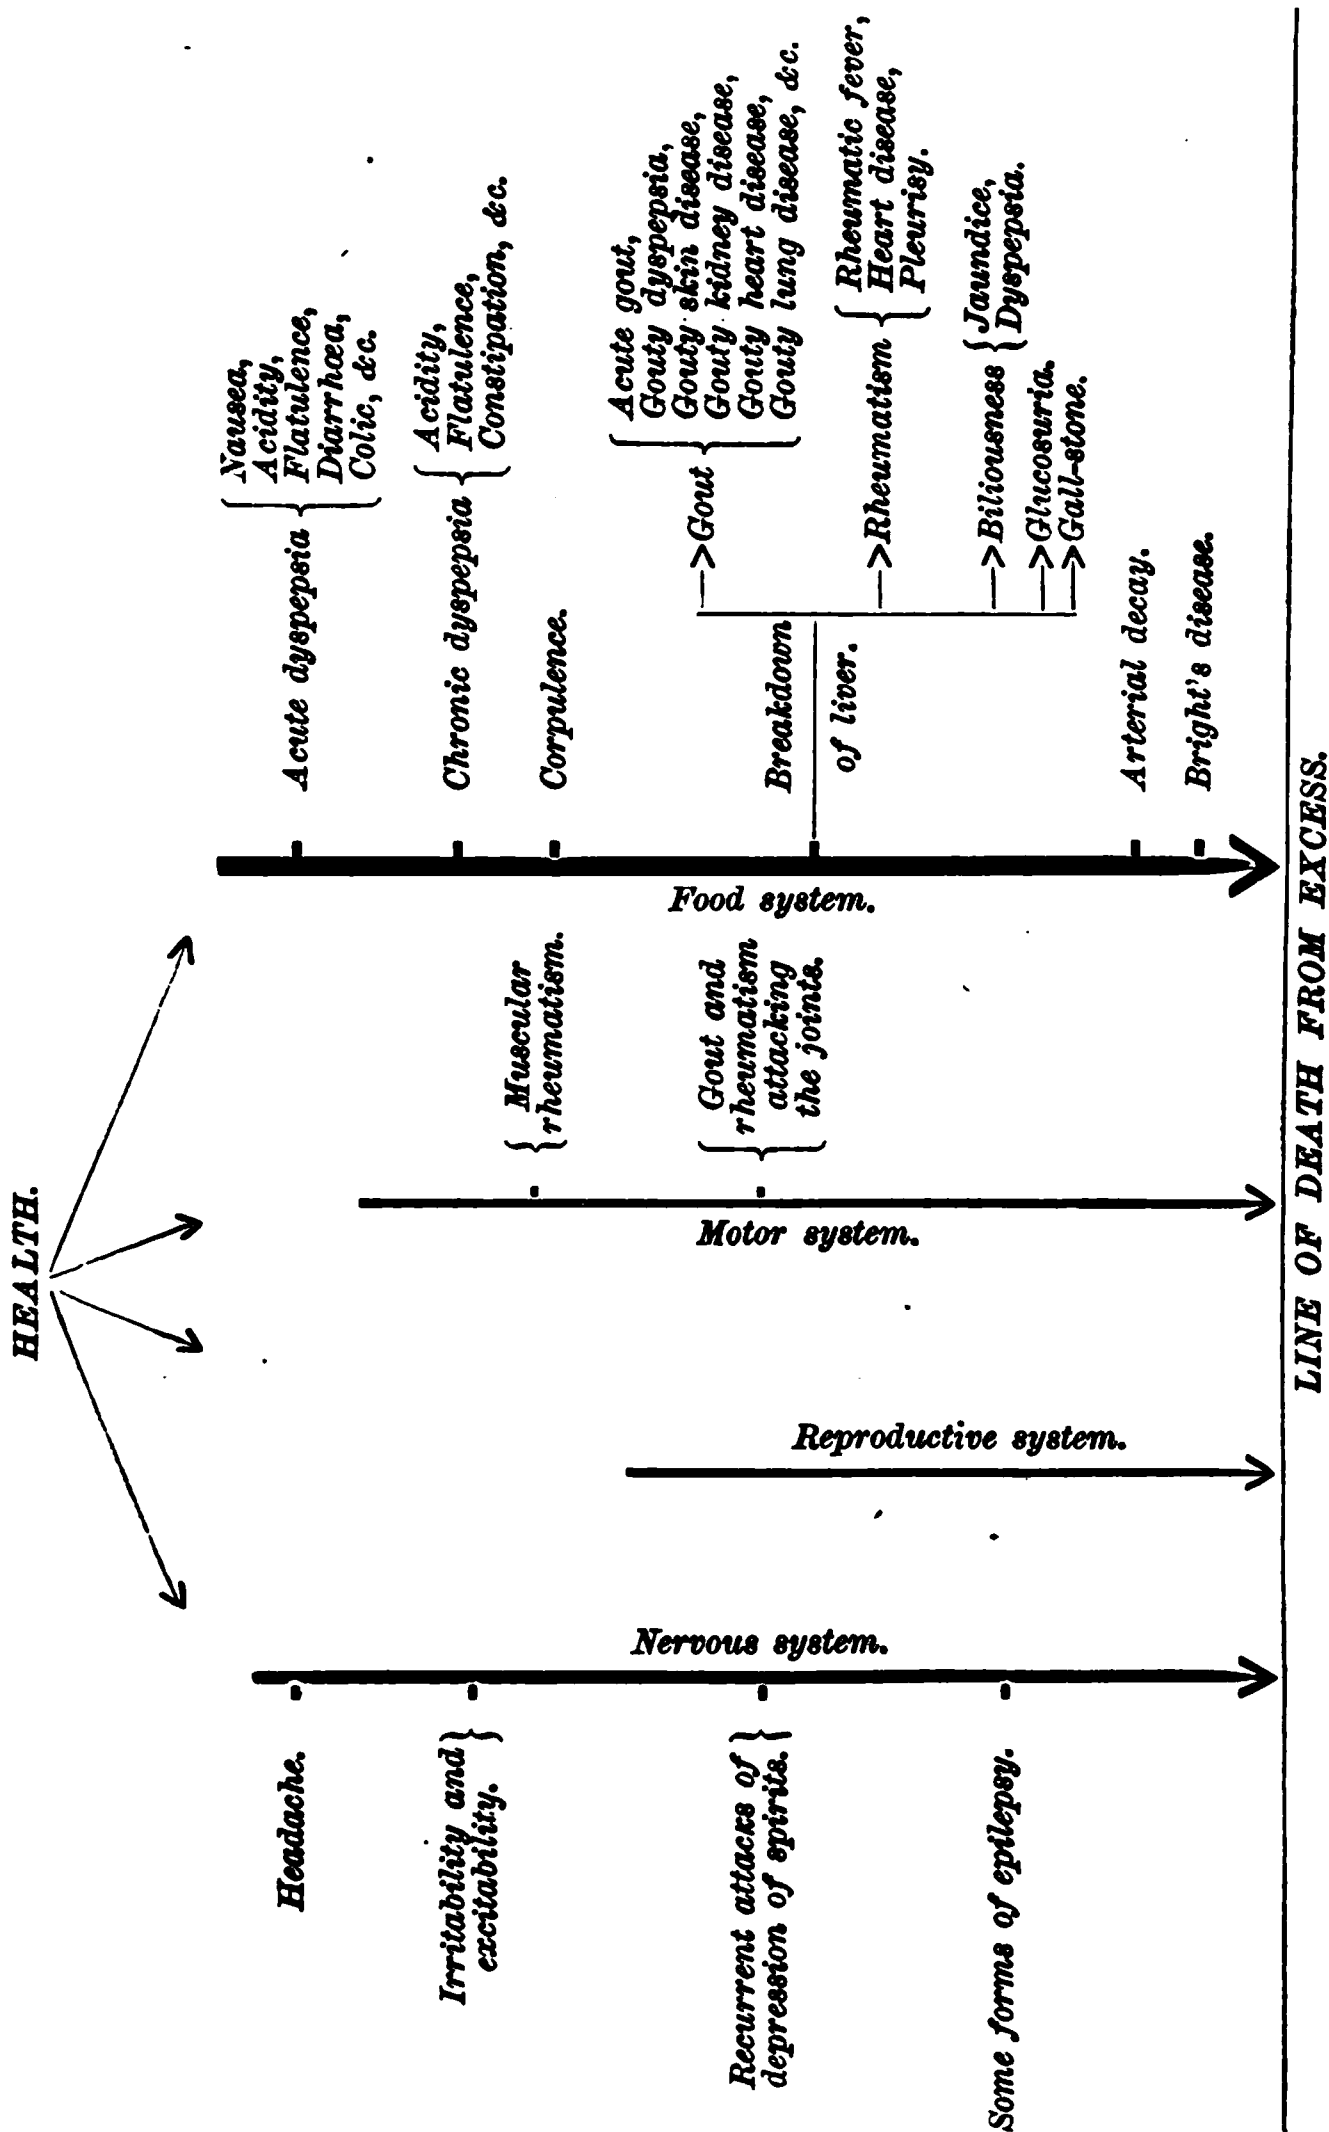 HEALTH.
Nervous system.
Headache.
Irritability and
excitability.
Recurrent attacks of
depression of spirits.
Some forms of epilepsy.
Reproductive system.
Motor system.
Muscular
rheumatism.
Gout and
rheumatism
attacking
the joints.
Food system.
Acute dyspepsia
Nausea,
Acidity,
Flatulence,
Diarrhœa,
Colic, &c.
Chronic dyspepsia
Acidity,
Flatulence,
Constipation, &c.
Corpulence.
Breakdown
of liver.
Gout
Acute gout,
Gouty dyspepsia,
Gouty skin disease,
Gouty kidney disease,
Gouty heart disease,
Gouty lung disease, &c.
Rheumatism
Rheumatic fever,
Heart disease,
Pleurisy.
Biliousness
Jaundice,
Dyspepsia.
Glucosuria.
Gall-stone.
Arterial decay.
Bright's disease.
LINE OF DEATH FROM EXCESS.